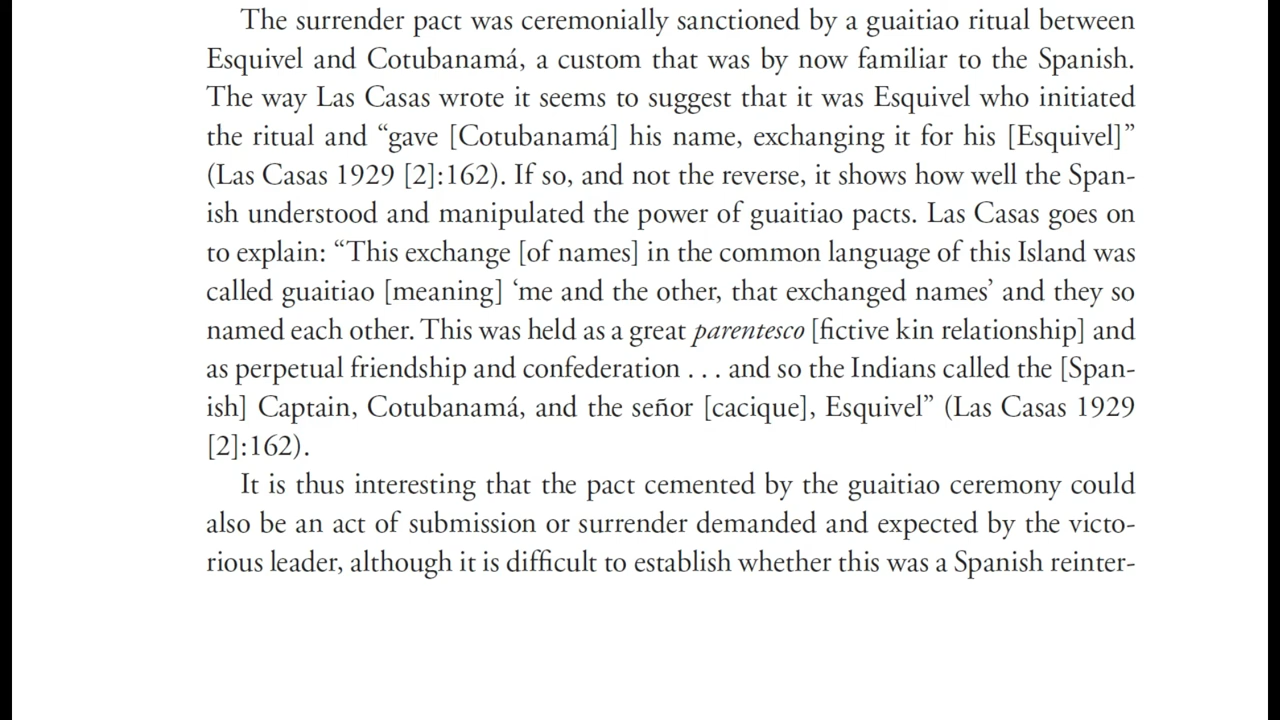 The surrender pact was ceremonially sanctioned by a guaitiao ritual between
Esquivel and Cotubanamá, a custom that was by now familiar to the Spanish.
The way Las Casas wrote it seems to suggest that it was Esquivel who initiated
the ritual and “gave [Cotubanamá] his name, exchanging it for his [Esquivel]”
(Las Casas 1929 [2]:162). If so, and not the reverse, it shows how well the Span-
ish understood and manipulated the power of guaitiao pacts. Las Casas goes on
to explain: “This exchange [of names] in the common language of this Island was
called guaitiao [meaning] ‘me and the other, that exchanged names’ and they so
named each other. This was held as a great parentesco [fictive kin relationship] and
as perpetual friendship and confederation . . . and so the Indians called the [Span-
ish] Captain, Cotubanamá, and the señor [cacique], Esquivel” (Las Casas 1929
[2]:162).
It is thus interesting that the pact cemented by the guaitiao ceremony could
also be an act of submission or surrender demanded and expected by the victo-
rious leader, although it is difficult to establish whether this was a Spanish reinter-